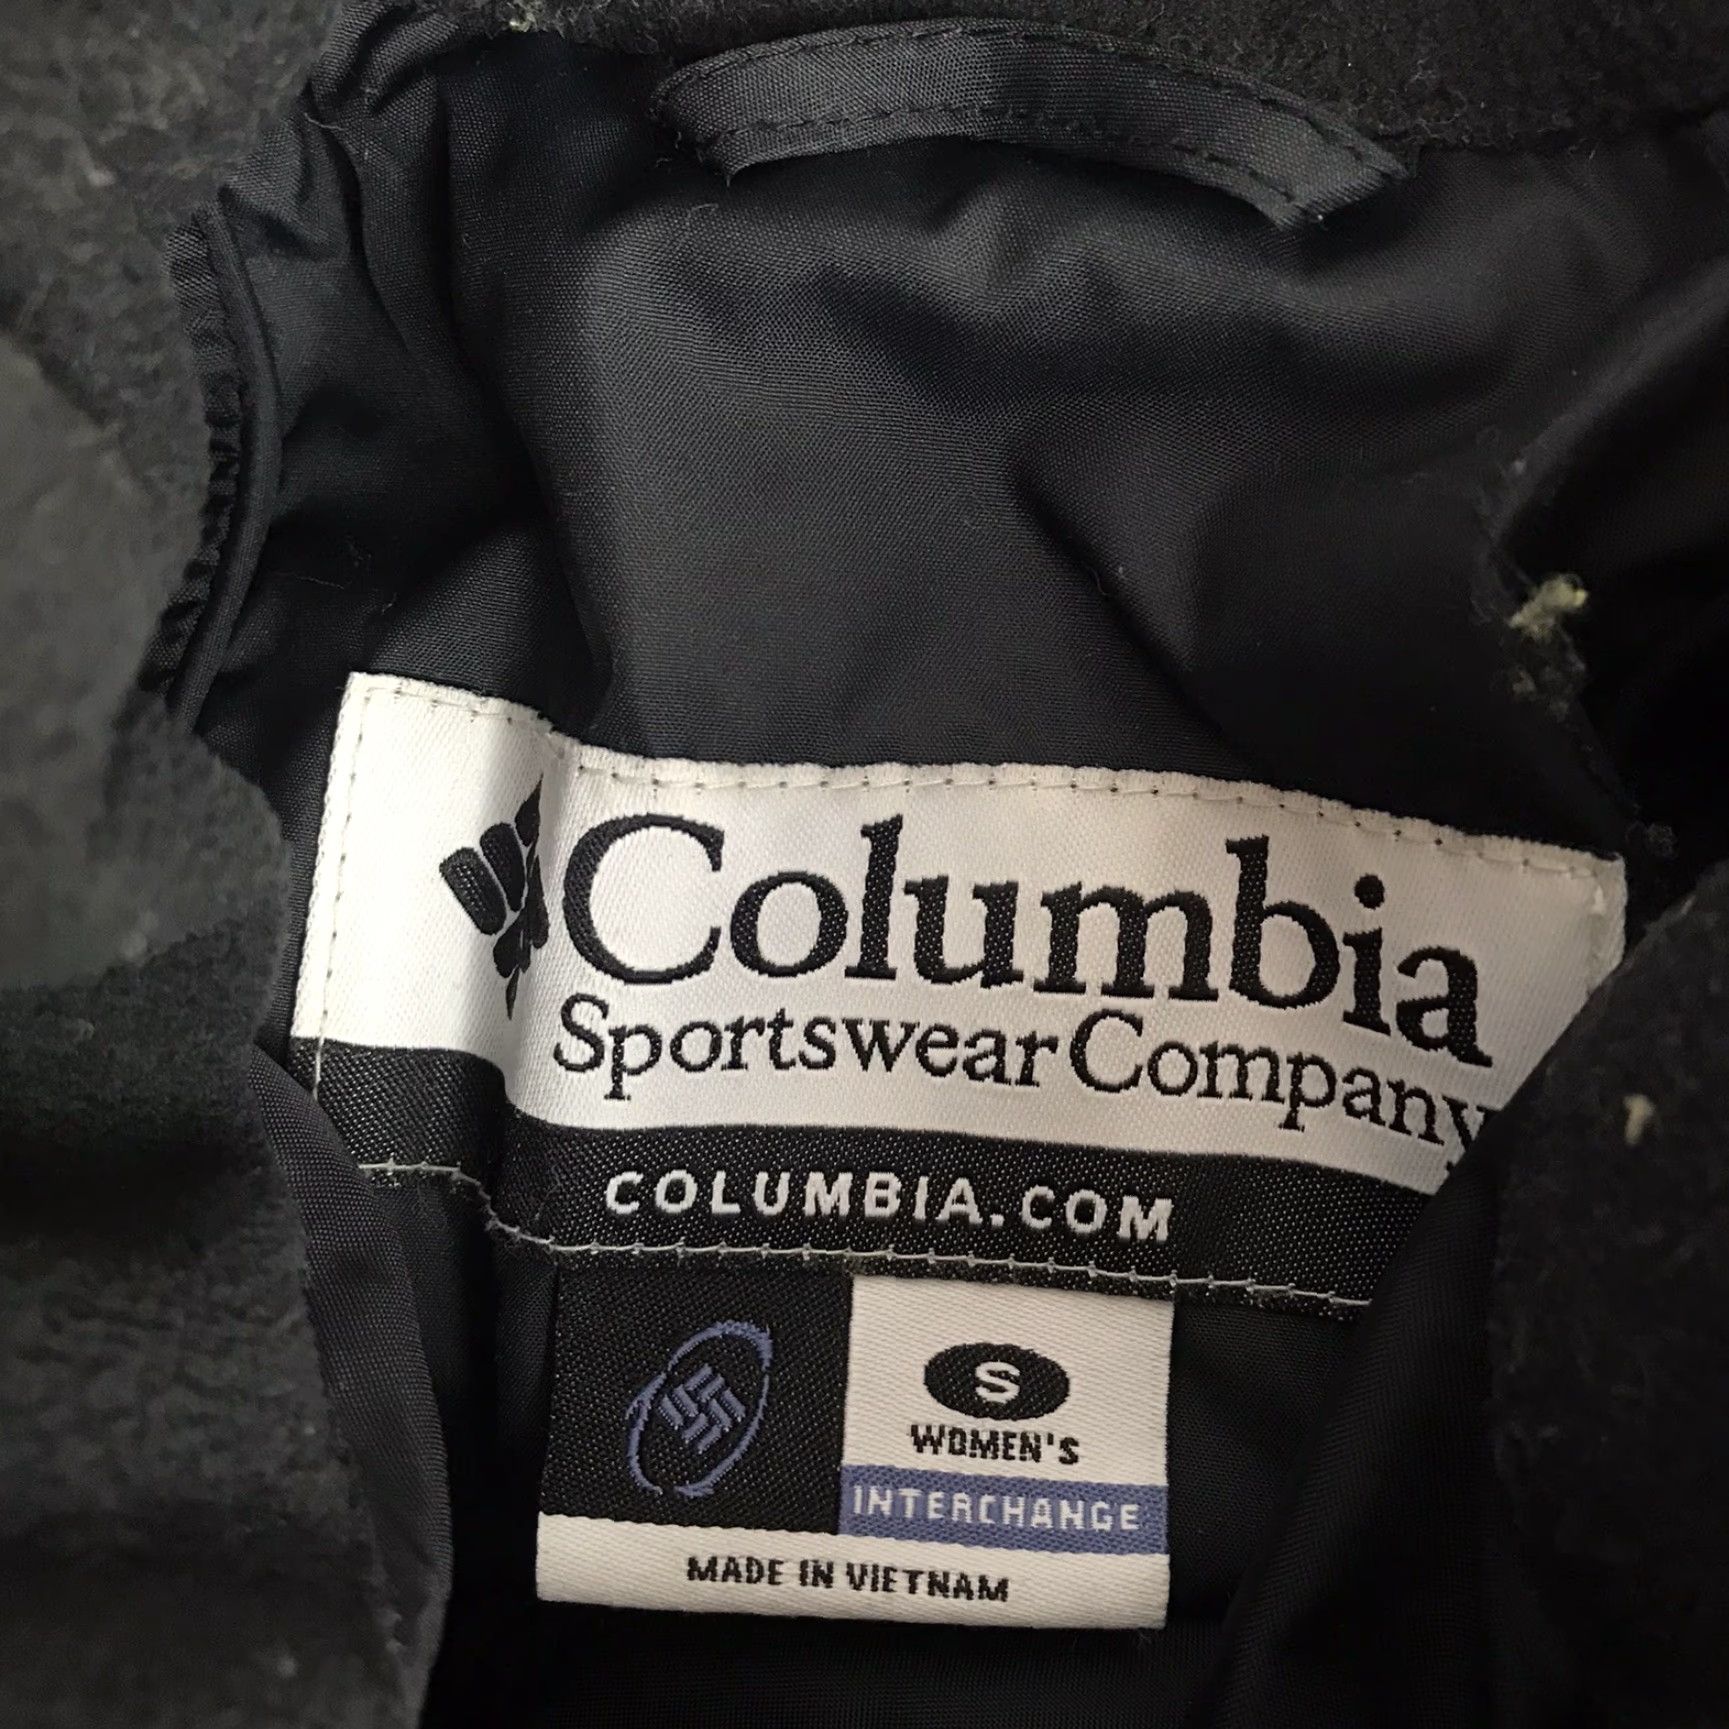 Columbia
Sportswear Company
COLUMBIA.COM
S
WOMEN'S
INTERCHANGE
MADE IN VIETNAM